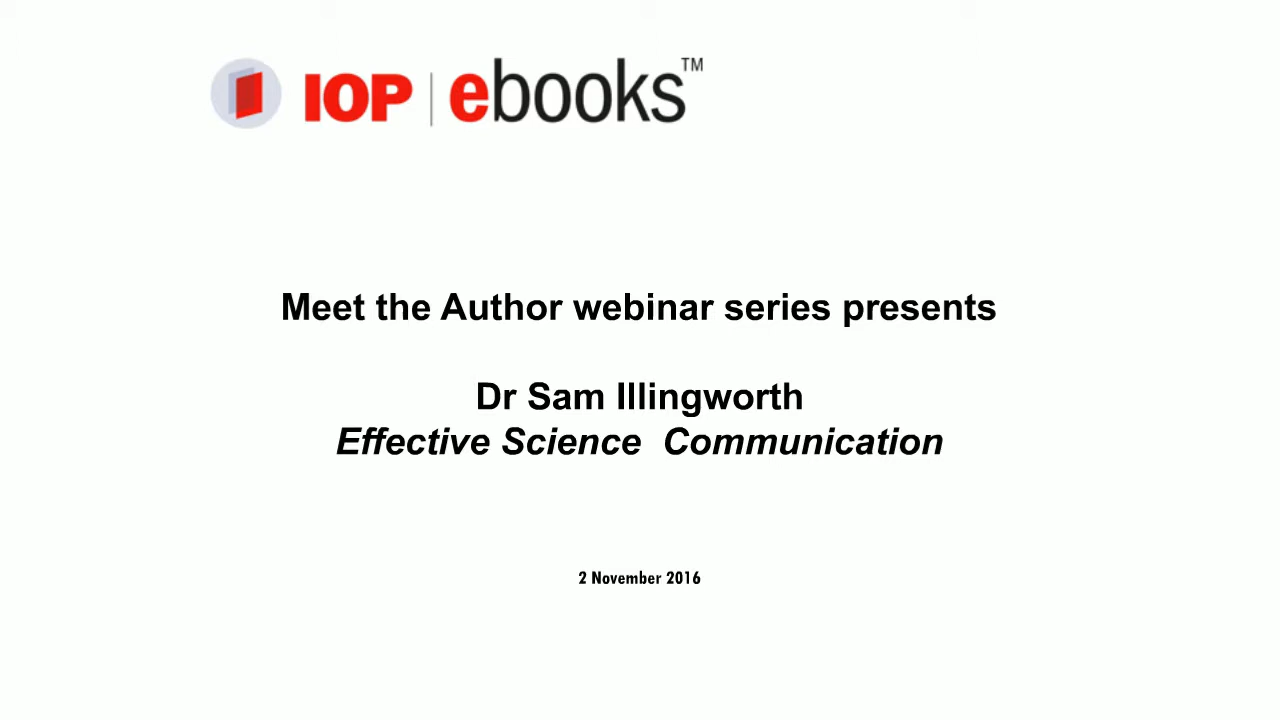 IOP | ebooks™
Meet the Author webinar series presents
Dr Sam Illingworth
Effective Science  Communication
2 November 2016